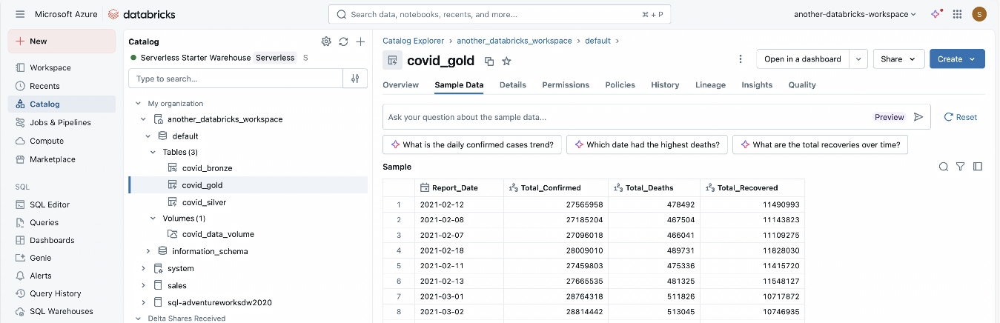 Microsoft Azure databricks Search data, notebooks, recents, and more... ⌘ + P another-databricks-workspace S
New
Workspace
Recents
Catalog
Jobs & Pipelines
Compute
Marketplace
SQL
SQL Editor
Queries
Dashboards
Genie
Alerts
Query History
SQL Warehouses
Catalog
Serverless Starter Warehouse Serverless S
Type to search...
My organization
another_databricks_workspace
default
Tables (3)
covid_bronze
covid_gold
covid_silver
Volumes (1)
covid_data_volume
information_schema
system
sales
sql-adventureworksdw2020
Delta Shares Received
Catalog Explorer > another_databricks_workspace > default >
covid_gold Open in a dashboard Share Create
Overview Sample Data Details Permissions Policies History Lineage Insights Quality
Ask your question about the sample data... Preview Reset
What is the daily confirmed cases trend? Which date had the highest deaths? What are the total recoveries over time?
Sample
Report_Date Total_Confirmed Total_Deaths Total_Recovered
1 2021-02-12 27565958 478492 11490993
2 2021-02-08 27185204 467504 11143823
3 2021-02-07 27096018 466041 11109275
4 2021-02-18 28009010 489731 11828030
5 2021-02-11 27459803 475336 11415720
6 2021-02-13 27665535 481325 11548127
7 2021-03-01 28764318 511826 10717872
8 2021-03-02 28814442 513045 10746935